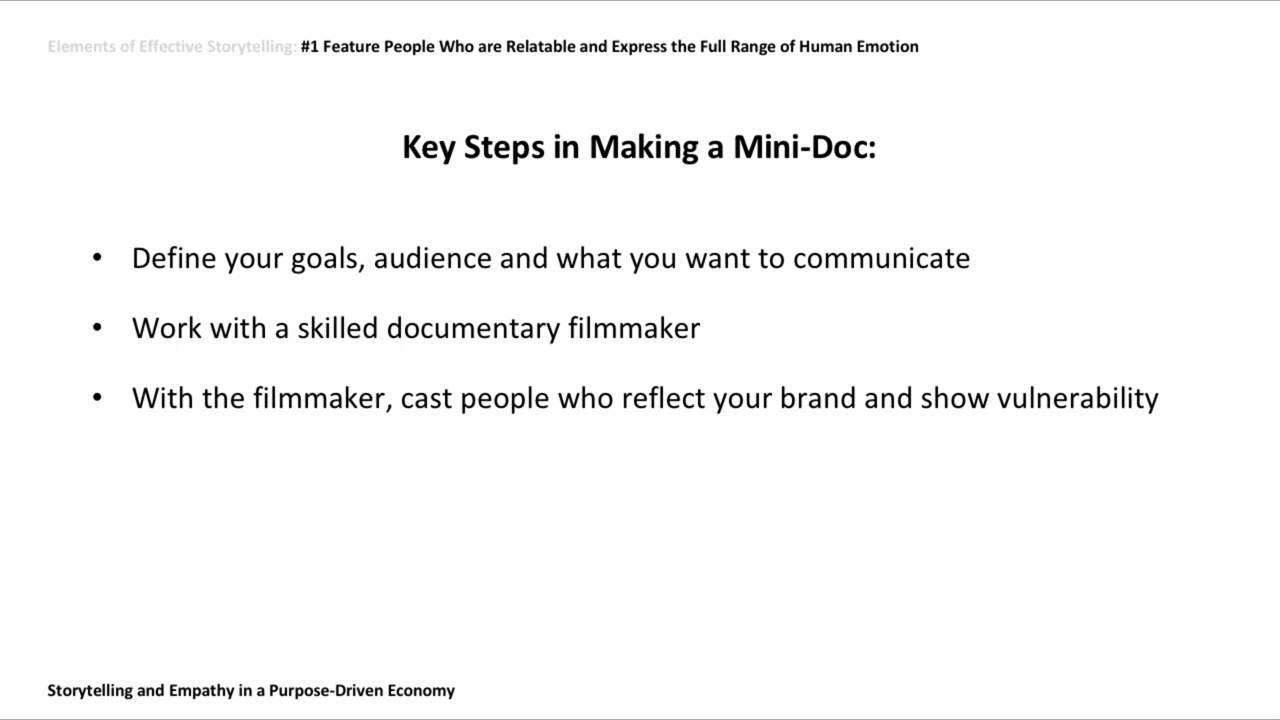 Elements of Effective Storytelling: #1 Feature People Who are Relatable and Express the Full Range of Human Emotion
Key Steps in Making a Mini-Doc:
• Define your goals, audience and what you want to communicate
• Work with a skilled documentary filmmaker
• With the filmmaker, cast people who reflect your brand and show vulnerability
Storytelling and Empathy in a Purpose-Driven Economy